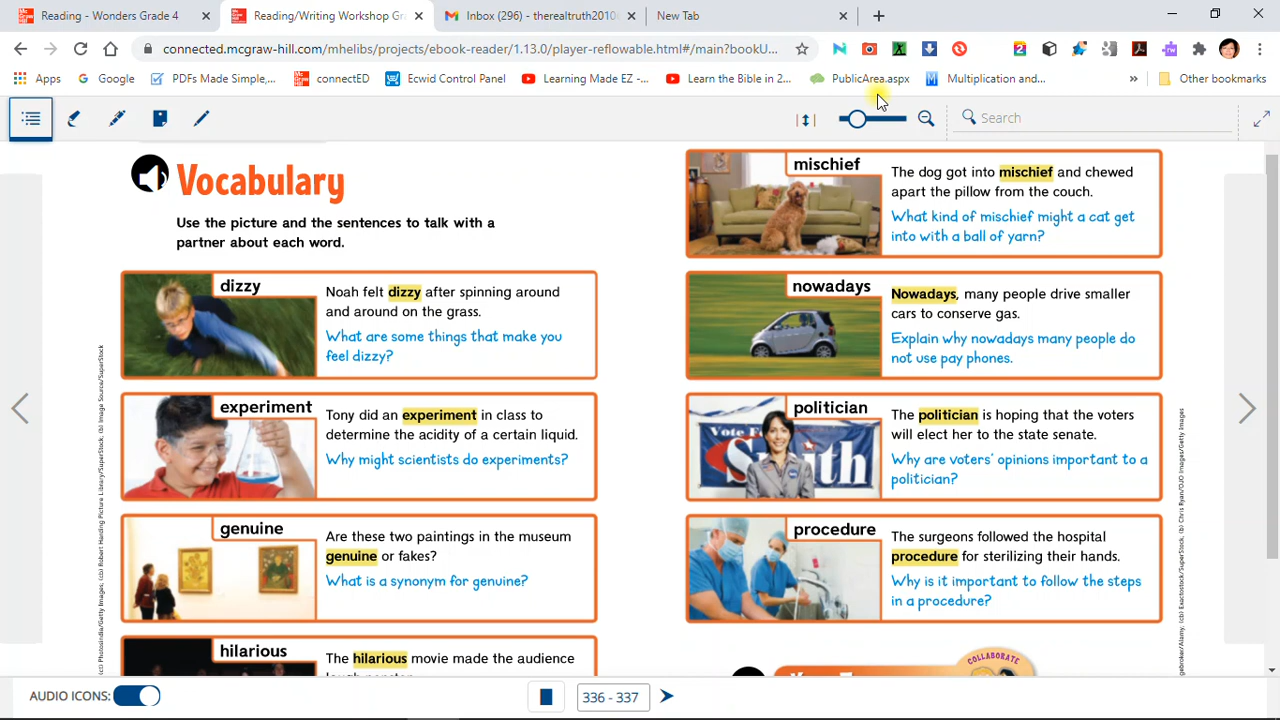 Reading - Wonders Grade 4
Reading/Writing Workshop Gr
Inbox (296) - therealtruth2010
New Tab
connected.mcgraw-hill.com/mhelibs/projects/ebook-reader/1.13.0/player-reflowable.html#/main?bookU...
Apps
Google
PDFs Made Simple,...
connectED
Ecwid Control Panel
Learning Made EZ -...
Learn the Bible in 2...
PublicArea.aspx
Multiplication and...
»
Other bookmarks
Search
Vocabulary
Use the picture and the sentences to talk with a
partner about each word.
dizzy
Noah felt dizzy after spinning around
and around on the grass.
What are some things that make you
feel dizzy?
experiment
Tony did an experiment in class to
determine the acidity of a certain liquid.
Why might scientists do experiments?
genuine
Are these two paintings in the museum
genuine or fakes?
What is a synonym for genuine?
hilarious
The hilarious movie made the audience
mischief
The dog got into mischief and chewed
apart the pillow from the couch.
What kind of mischief might a cat get
into with a ball of yarn?
nowadays
Nowadays, many people drive smaller
cars to conserve gas.
Explain why nowadays many people do
not use pay phones.
politician
Vote F
Smith
The politician is hoping that the voters
will elect her to the state senate.
Why are voters' opinions important to a
politician?
procedure
The surgeons followed the hospital
procedure for sterilizing their hands.
Why is it important to follow the steps
in a procedure?
COLLABORATE
AUDIO ICONS:
336 - 337